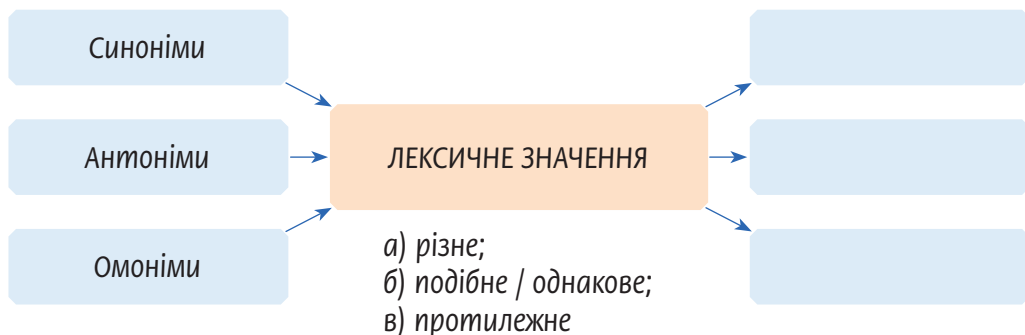 Синоніми
Антоніми
Омоніми
ЛЕКСИЧНЕ ЗНАЧЕННЯ
а) різне;
б) подібне / однакове;
в) протилежне